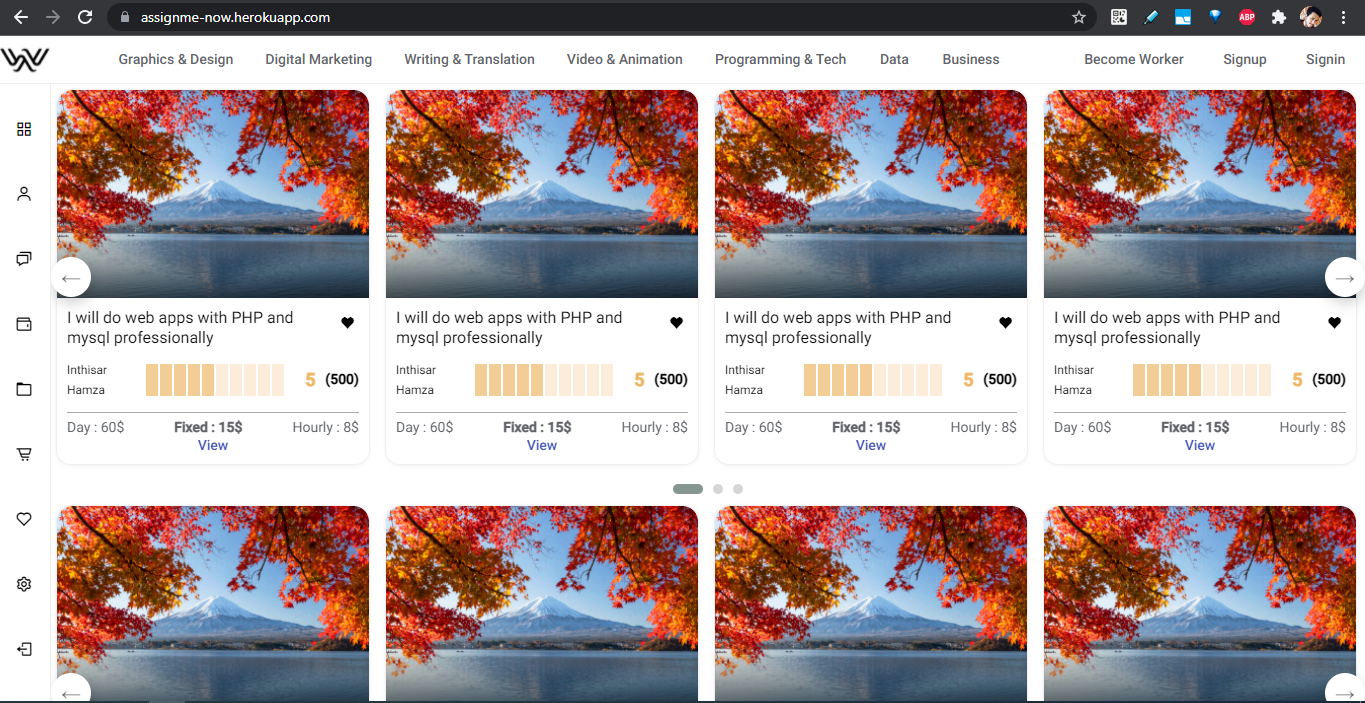 assignme-now.herokuapp.com
ABP
Graphics & Design Digital Marketing Writing & Translation Video & Animation Programming & Tech Data Business Become Worker Signup Signin
I will do web apps with PHP and
mysql professionally
Inthisar
Hamza
5 (500)
Day : 60$ Fixed : 15$ Hourly : 8$
View
I will do web apps with PHP and
mysql professionally
Inthisar
Hamza
5 (500)
Day : 60$ Fixed : 15$ Hourly : 8$
View
I will do web apps with PHP and
mysql professionally
Inthisar
Hamza
5 (500)
Day : 60$ Fixed : 15$ Hourly : 8$
View
I will do web apps with PHP and
mysql professionally
Inthisar
Hamza
5 (500)
Day : 60$ Fixed : 15$ Hourly : 8$
View